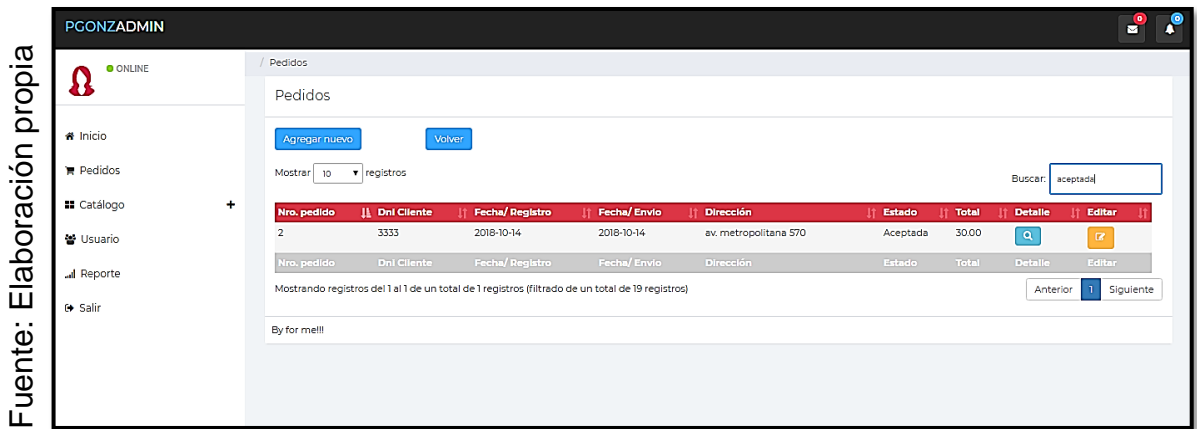 Fuente: Elaboración propia
PGONZADMIN
0
0
ONLINE
/ Pedidos
Inicio
Pedidos
Catálogo +
Usuario
Reporte
Salir
Pedidos
Agregar nuevo Volver
Mostrar 10 registros
Buscar: aceptada
Nro. pedido Dni Cliente Fecha/ Registro Fecha/ Envio Dirección Estado Total Detalle Editar
2 3333 2018-10-14 2018-10-14 av. metropolitana 570 Aceptada 30.00
Nro. pedido Dni Cliente Fecha/ Registro Fecha/ Envio Dirección Estado Total Detalle Editar
Mostrando registros del 1 al 1 de un total de 1 registros (filtrado de un total de 19 registros)
Anterior 1 Siguiente
By for me!!!